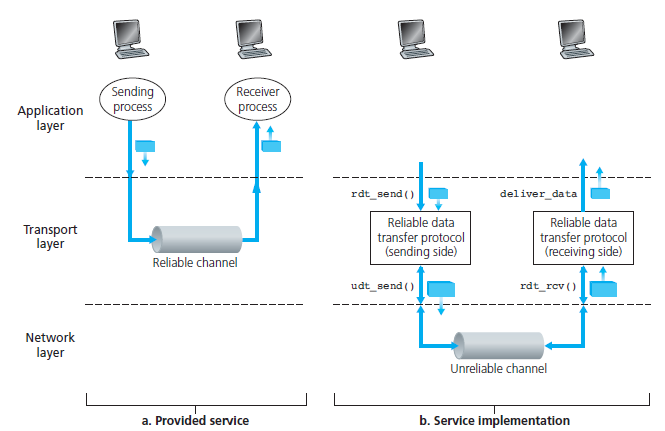 Sending
process
Receiver
process
Application
layer
rdt_send()
deliver_data
Transport
layer
Reliable channel
Reliable data
transfer protocol
(sending side)
Reliable data
transfer protocol
(receiving side)
udt_send()
rdt_rcv()
Network
layer
Unreliable channel
a. Provided service
b. Service implementation